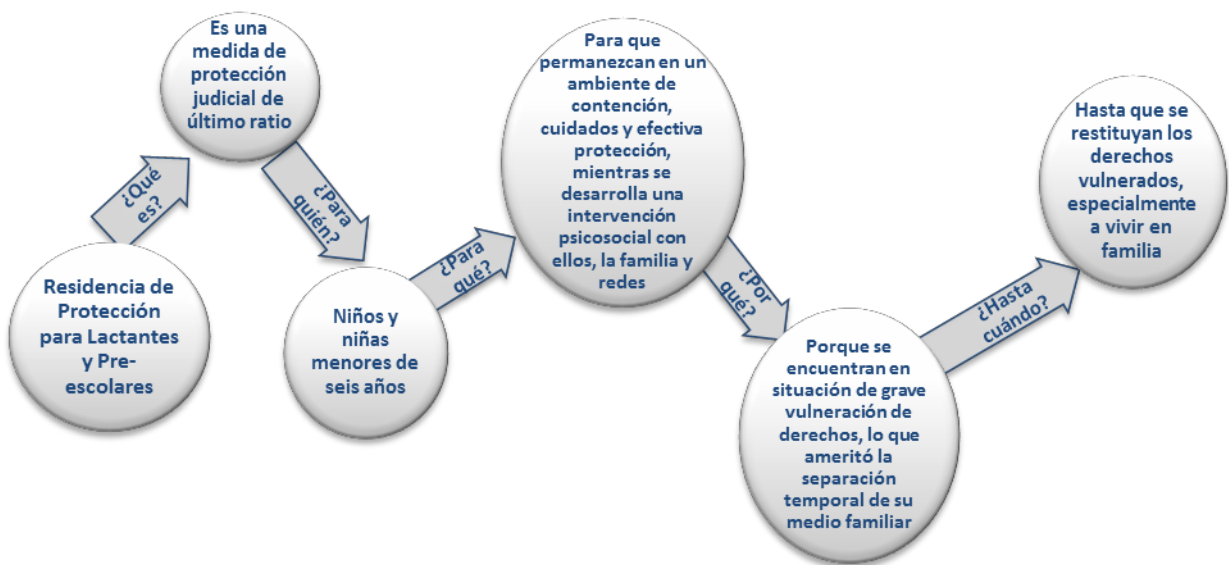 Residencia de
Protección
para Lactantes
y Pre-
escolares
¿Qué
es?
Es una
medida de
protección
judicial de
último ratio
¿Para
quién?
Niños y
niñas
menores de
seis años
¿Para
qué?
Para que
permanezcan en un
ambiente de
contención,
cuidados y efectiva
protección,
mientras se
desarrolla una
intervención
psicosocial con
ellos, la familia y
redes
¿Por
qué?
Porque se
encuentran en
situación de grave
vulneración de
derechos, lo que
ameritó la
separación
temporal de su
medio familiar
¿Hasta
cuándo?
Hasta que se
restituyan los
derechos
vulnerados,
especialmente
a vivir en
familia